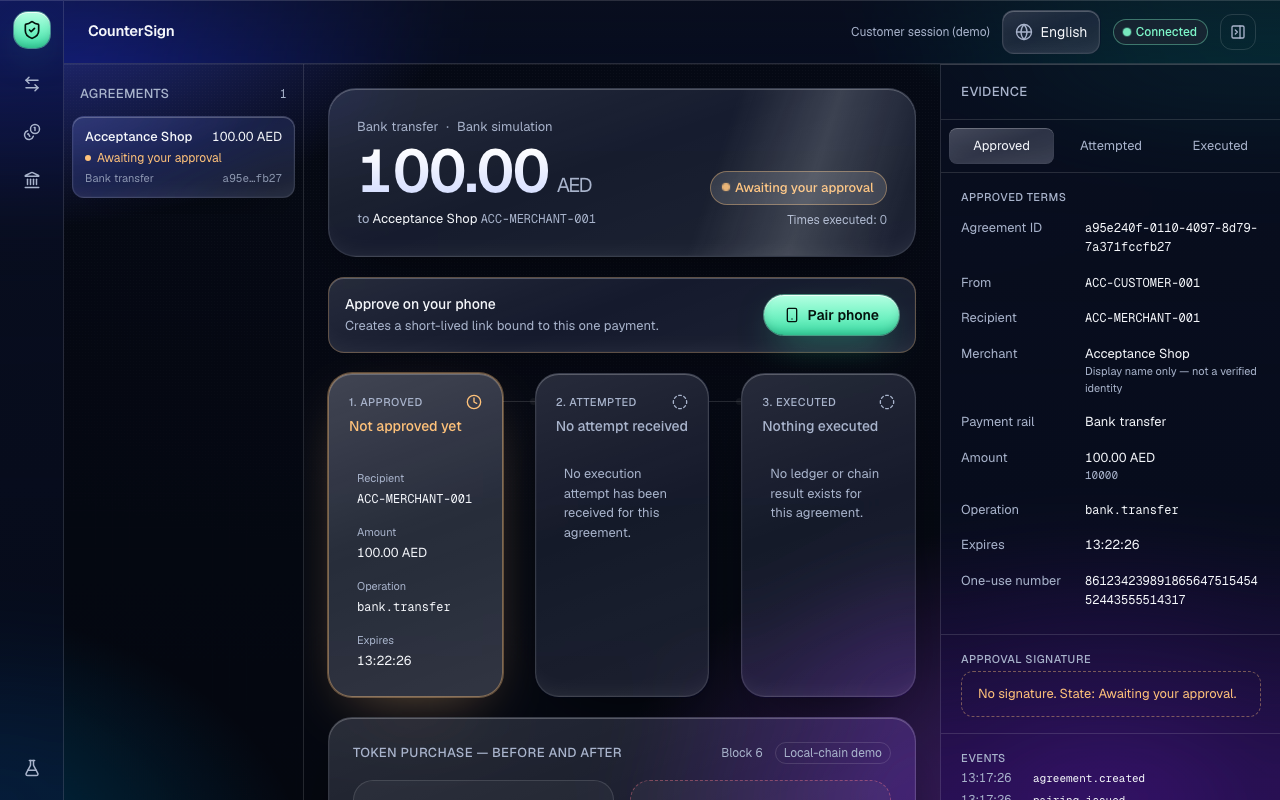 CounterSign
Customer session (demo)
English
Connected
AGREEMENTS 1
Acceptance Shop 100.00 AED
Awaiting your approval
Bank transfer a95e…fb27
Bank transfer · Bank simulation
100.00 AED
to Acceptance Shop ACC-MERCHANT-001
Awaiting your approval
Times executed: 0
Approve on your phone
Creates a short-lived link bound to this one payment.
Pair phone
1. APPROVED
Not approved yet
Recipient
ACC-MERCHANT-001
Amount
100.00 AED
Operation
bank.transfer
Expires
13:22:26
2. ATTEMPTED
No attempt received
No execution
attempt has been
received for this
agreement.
3. EXECUTED
Nothing executed
No ledger or chain
result exists for
this agreement.
TOKEN PURCHASE — BEFORE AND AFTER
Block 6
Local-chain demo
EVIDENCE
Approved
Attempted
Executed
APPROVED TERMS
Agreement ID a95e240f-0110-4097-8d79-
7a371fccfb27
From ACC-CUSTOMER-001
Recipient ACC-MERCHANT-001
Merchant Acceptance Shop
Display name only — not a verified
identity
Payment rail Bank transfer
Amount 100.00 AED
10000
Operation bank.transfer
Expires 13:22:26
One-use number 861234239891865647515454
52443555514317
APPROVAL SIGNATURE
No signature. State: Awaiting your approval.
EVENTS
13:17:26 agreement.created
13:17:26 pairing.issued